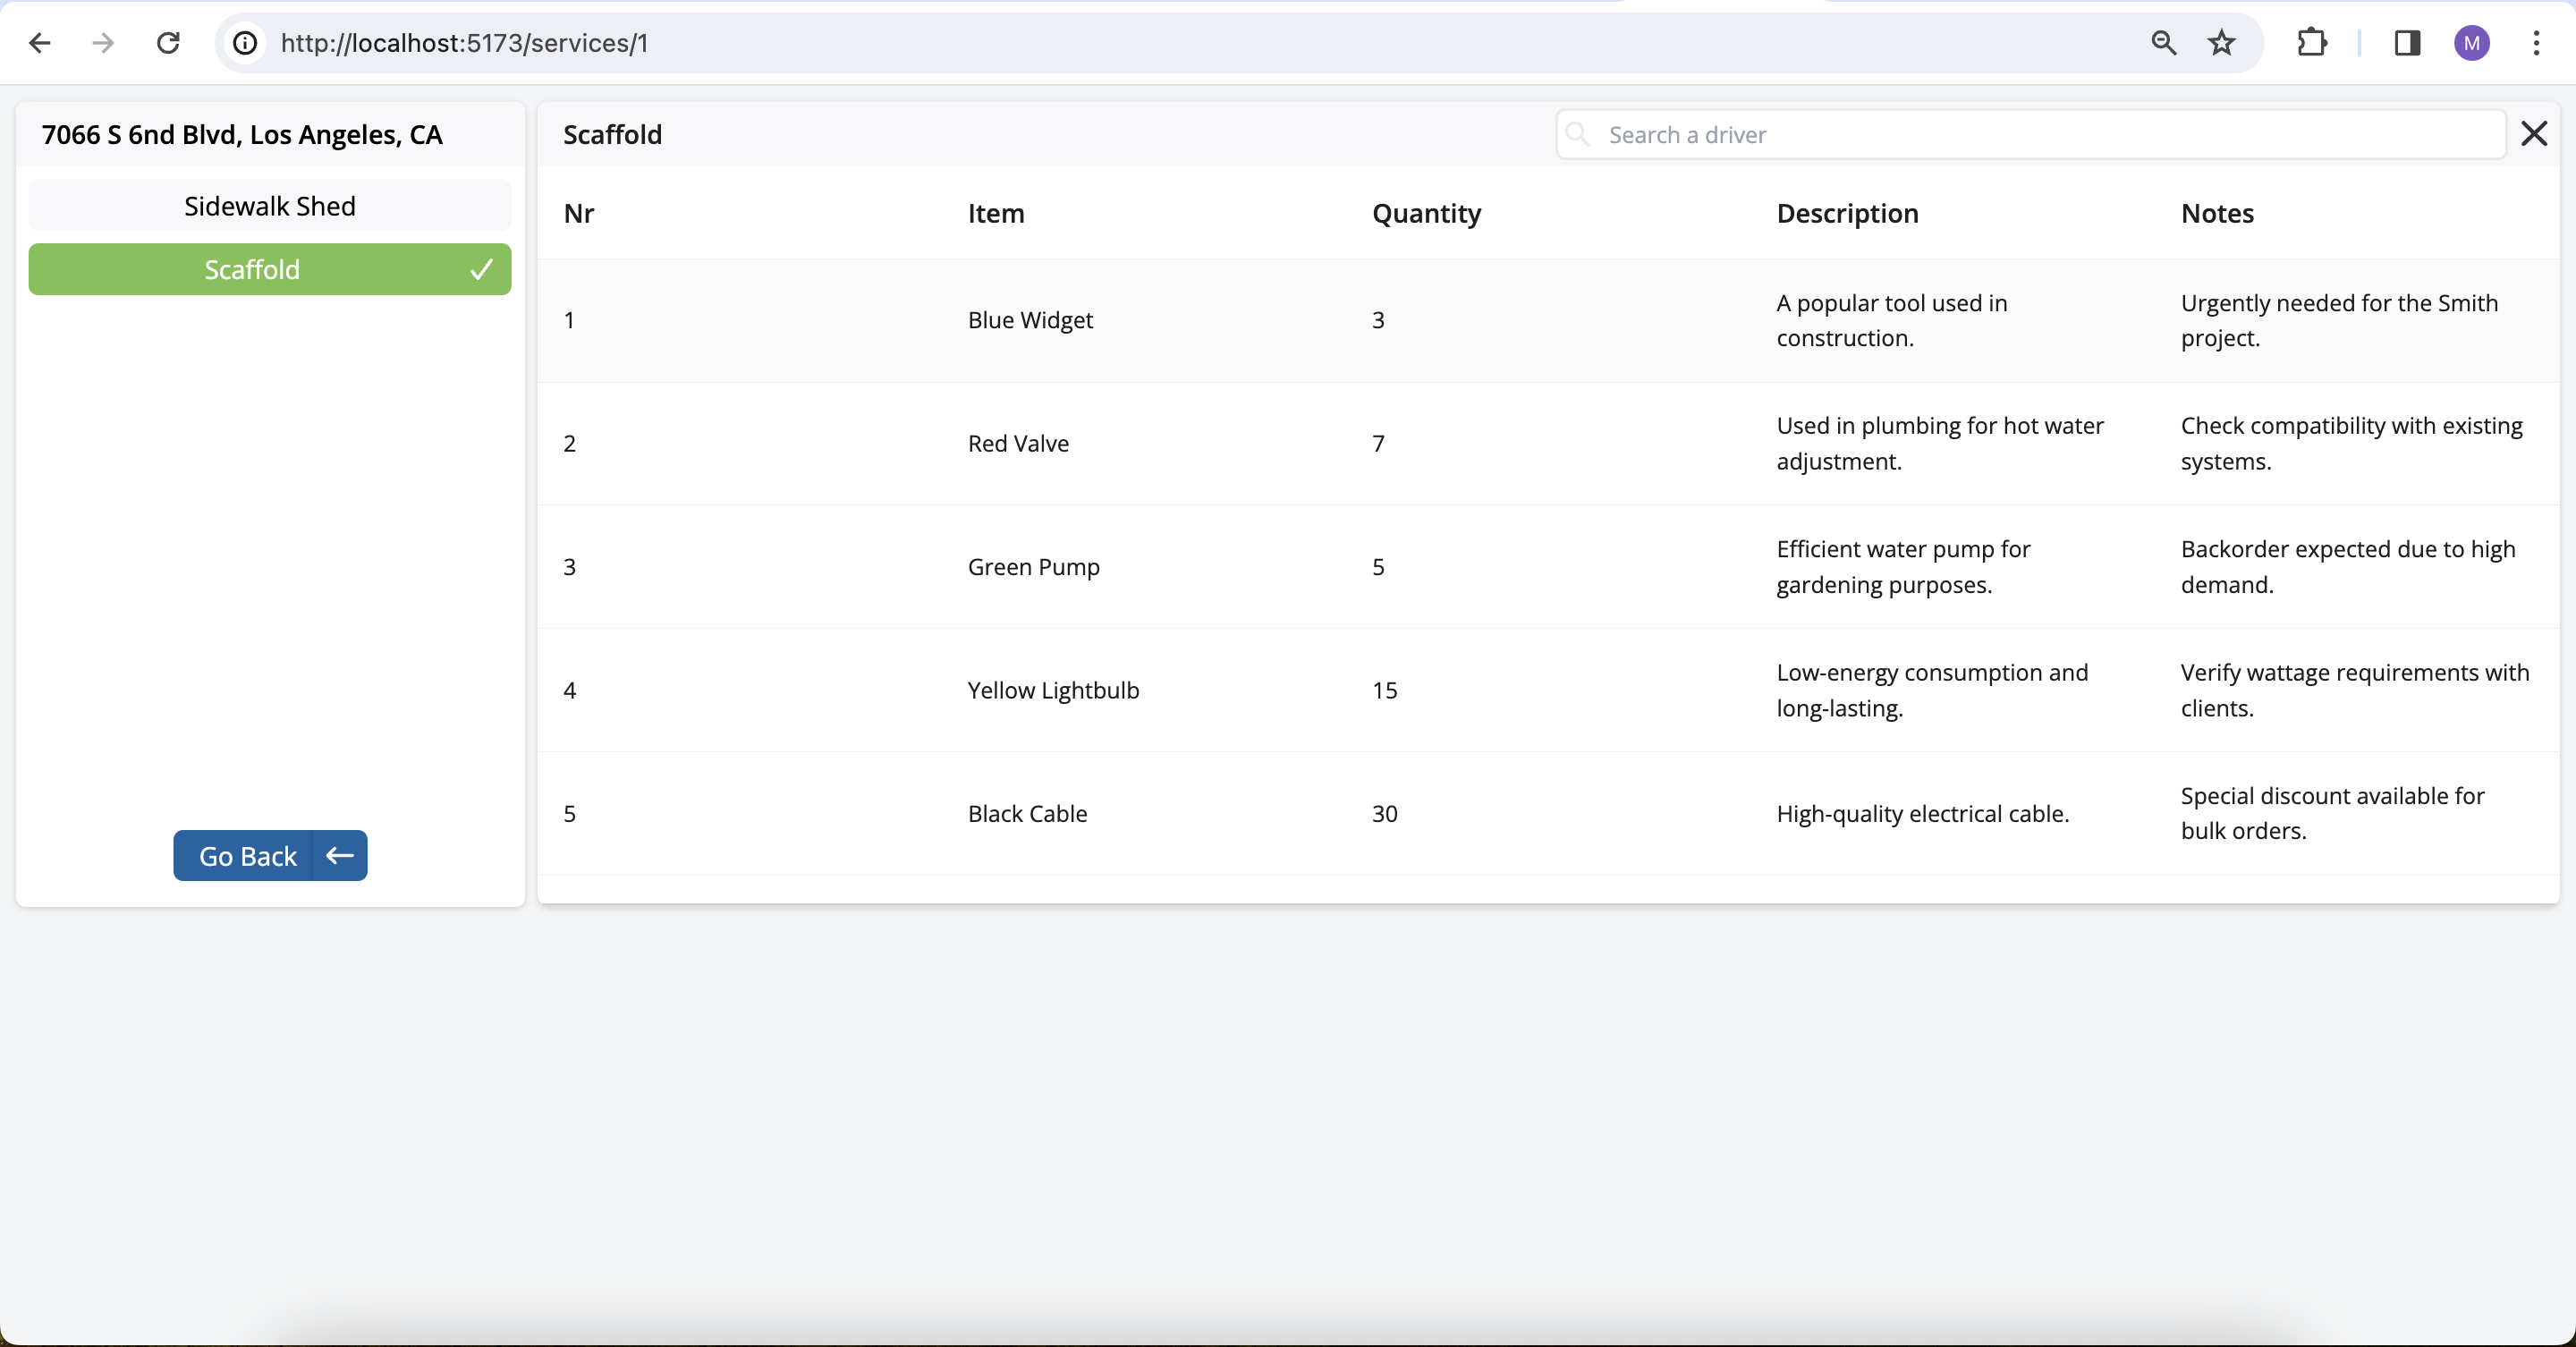 http://localhost:5173/services/1
M
7066 S 6nd Blvd, Los Angeles, CA
Sidewalk Shed
Scaffold
Go Back
Scaffold
Search a driver
Nr Item Quantity Description Notes
1 Blue Widget 3 A popular tool used in construction. Urgently needed for the Smith project.
2 Red Valve 7 Used in plumbing for hot water adjustment. Check compatibility with existing systems.
3 Green Pump 5 Efficient water pump for gardening purposes. Backorder expected due to high demand.
4 Yellow Lightbulb 15 Low-energy consumption and long-lasting. Verify wattage requirements with clients.
5 Black Cable 30 High-quality electrical cable. Special discount available for bulk orders.